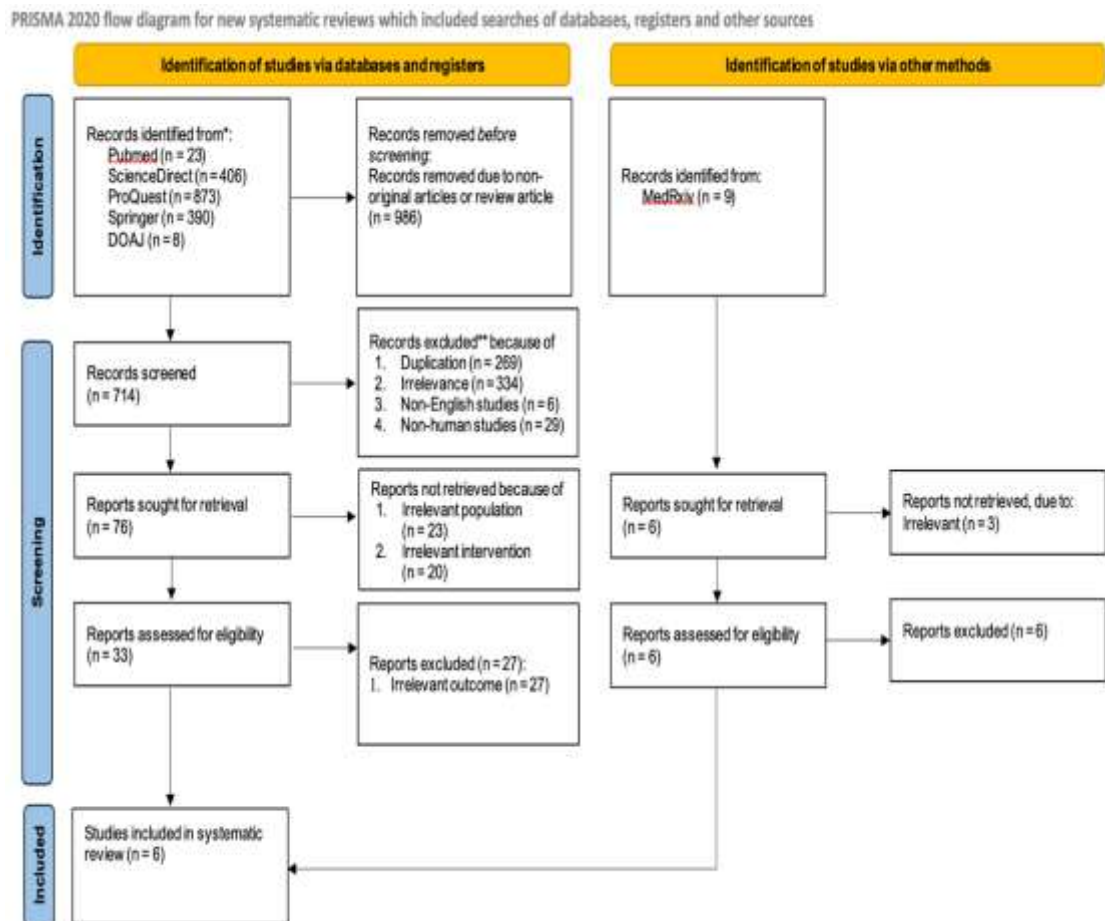 PRISMA 2020 flow diagram for new systematic reviews which included searches of databases, registers and other sources
Identification of studies via databases and registers
Identification of studies via other methods
Identification
Records identified from*:
Pubmed (n = 23)
ScienceDirect (n = 406)
ProQuest (n = 873)
Springer (n = 390)
DOAJ (n = 8)
Records removed before
screening:
Records removed due to non-
original articles or review article
(n = 986)
Records identified from:
MedRxiv (n = 9)
Screening
Records screened
(n = 714)
Records excluded** because of
1. Duplication (n = 269)
2. Irrelevance (n = 334)
3. Non-English studies (n = 6)
4. Non-human studies (n = 29)
Reports sought for retrieval
(n = 76)
Reports not retrieved because of
1. Irrelevant population
(n = 23)
2. Irrelevant intervention
(n = 20)
Reports sought for retrieval
(n = 6)
Reports not retrieved, due to:
Irrelevant (n = 3)
Reports assessed for eligibility
(n = 33)
Reports excluded (n = 27):
1. Irrelevant outcome (n = 27)
Reports assessed for eligibility
(n = 6)
Reports excluded (n = 6)
Included
Studies included in systematic
review (n = 6)